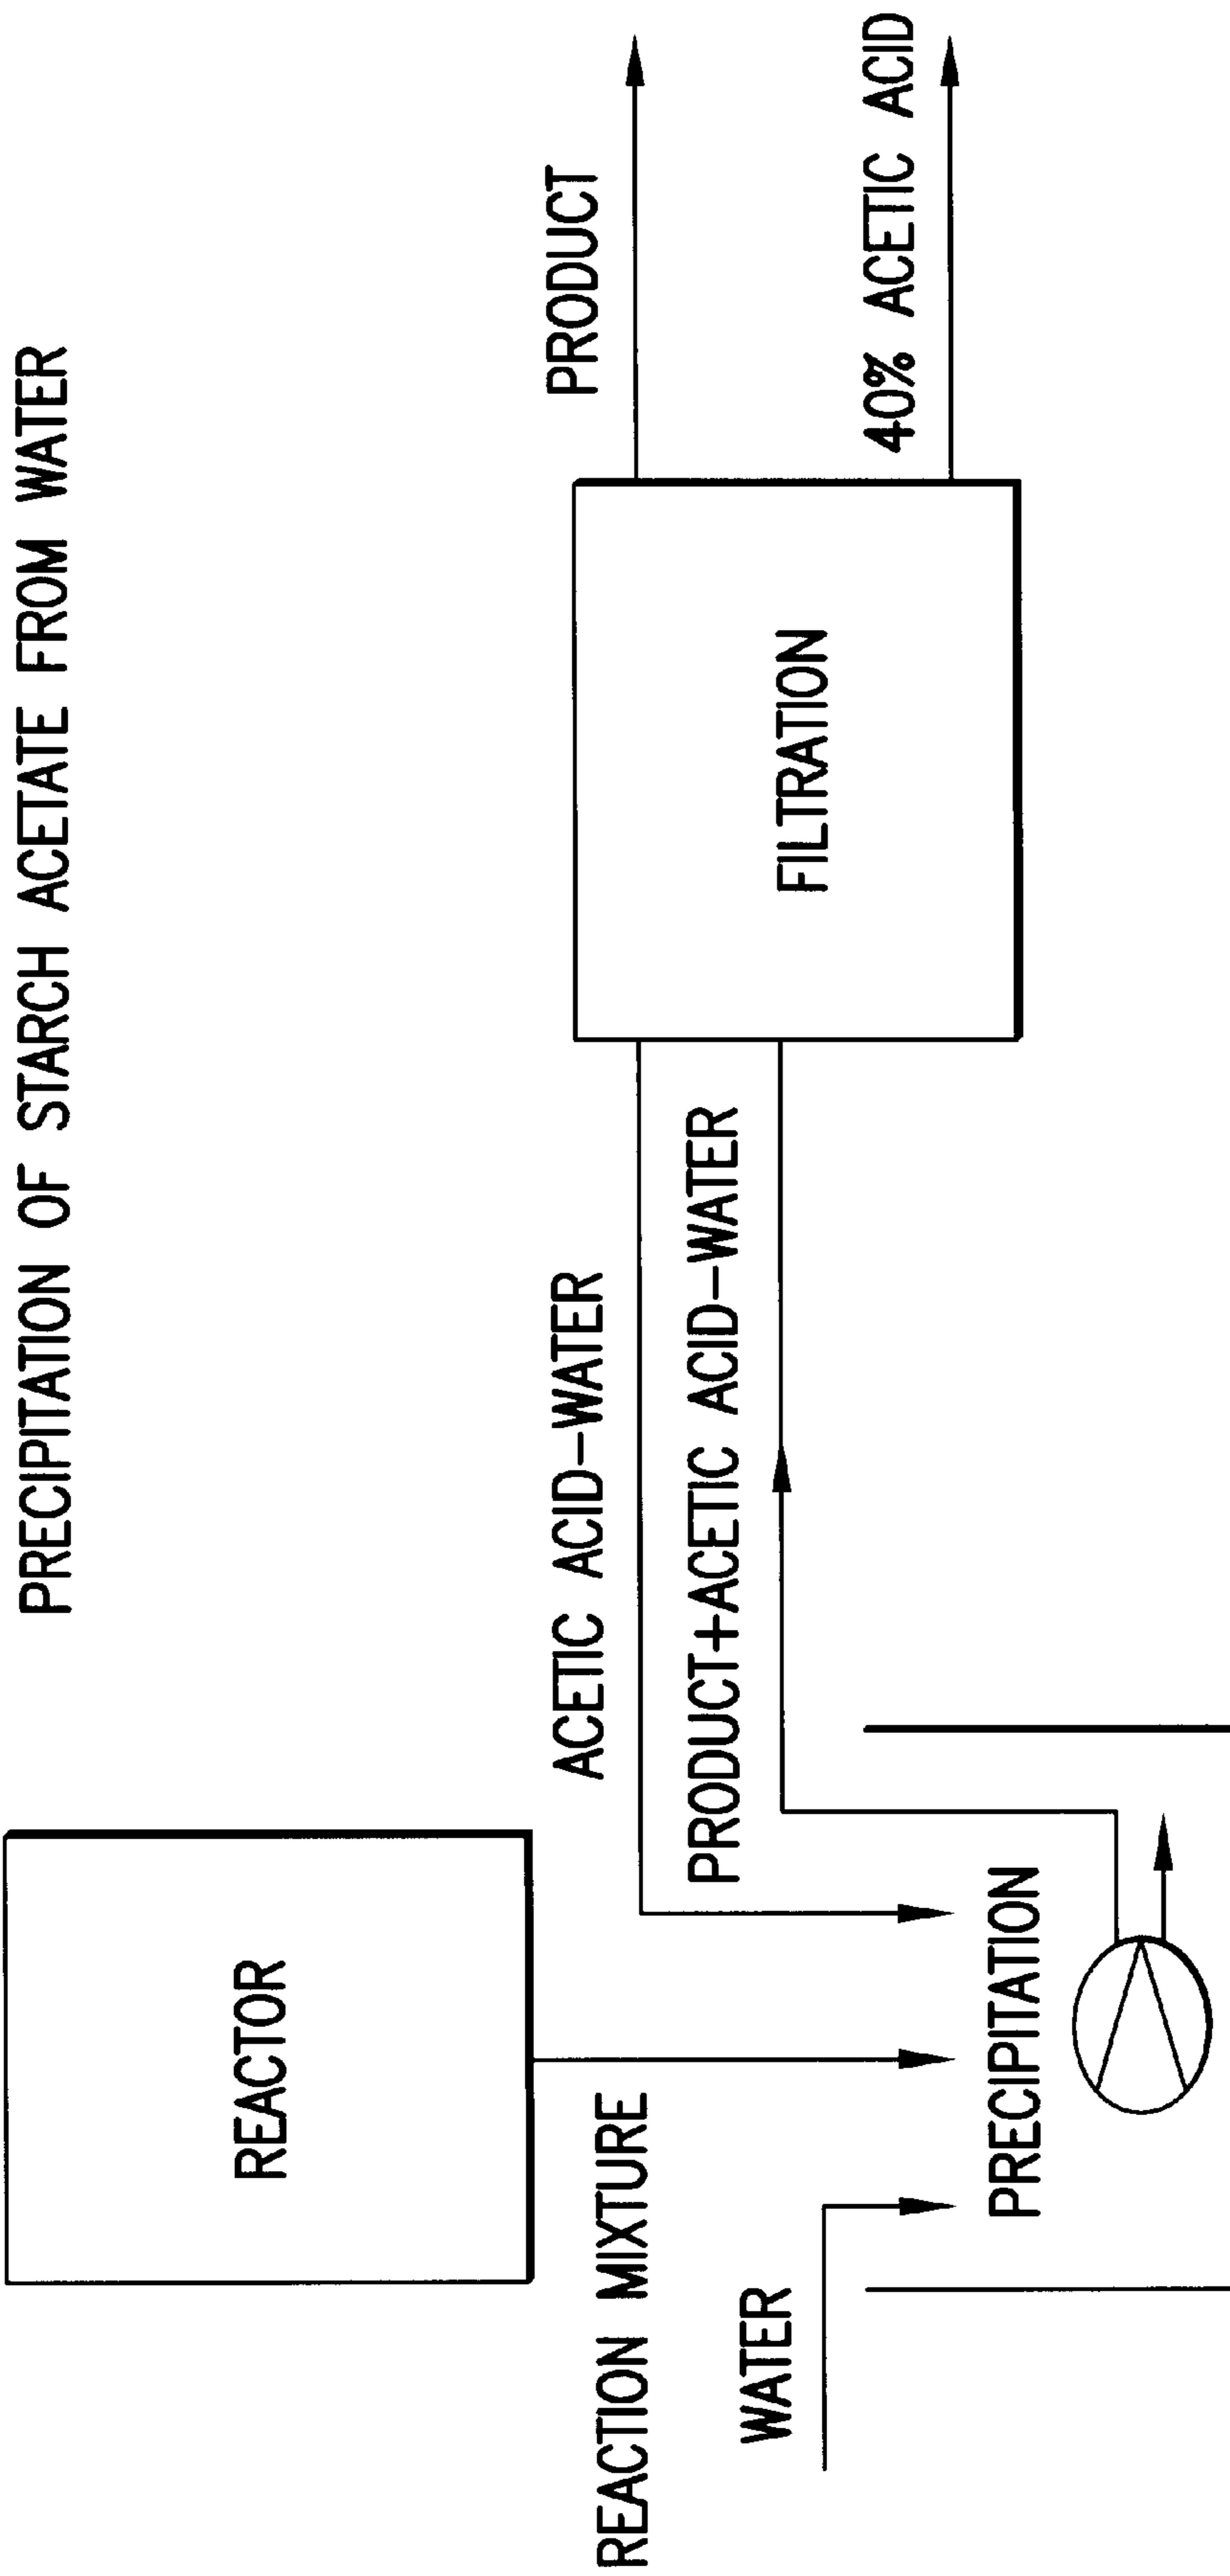 PRECIPITATION OF STARCH ACETATE FROM WATER
REACTOR
REACTION MIXTURE
WATER
ACETIC ACID-WATER
PRODUCT+ACETIC ACID-WATER
PRECIPITATION
FILTRATION
PRODUCT
40% ACETIC ACID